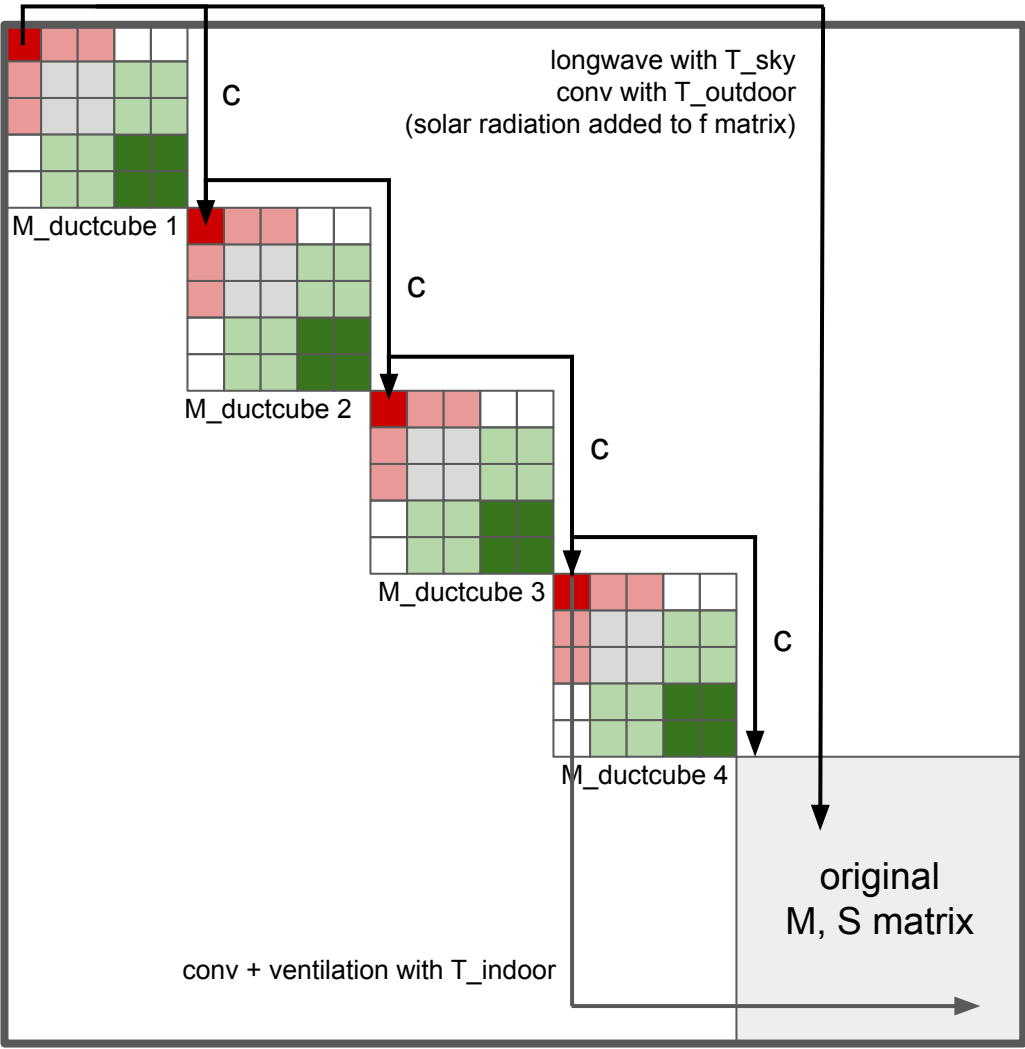 longwave with T_sky
conv with T_outdoor
(solar radiation added to f matrix)
C
M_ductcube 1
C
M_ductcube 2
C
M_ductcube 3
C
M_ductcube 4
original
M, S matrix
conv + ventilation with T_indoor